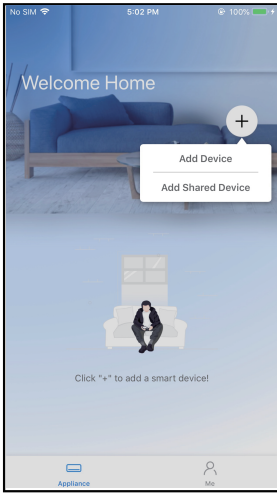 No SIM 5:02 PM 100%
Welcome Home
+
Add Device
Add Shared Device
Click "+" to add a smart device!
Appliance Me